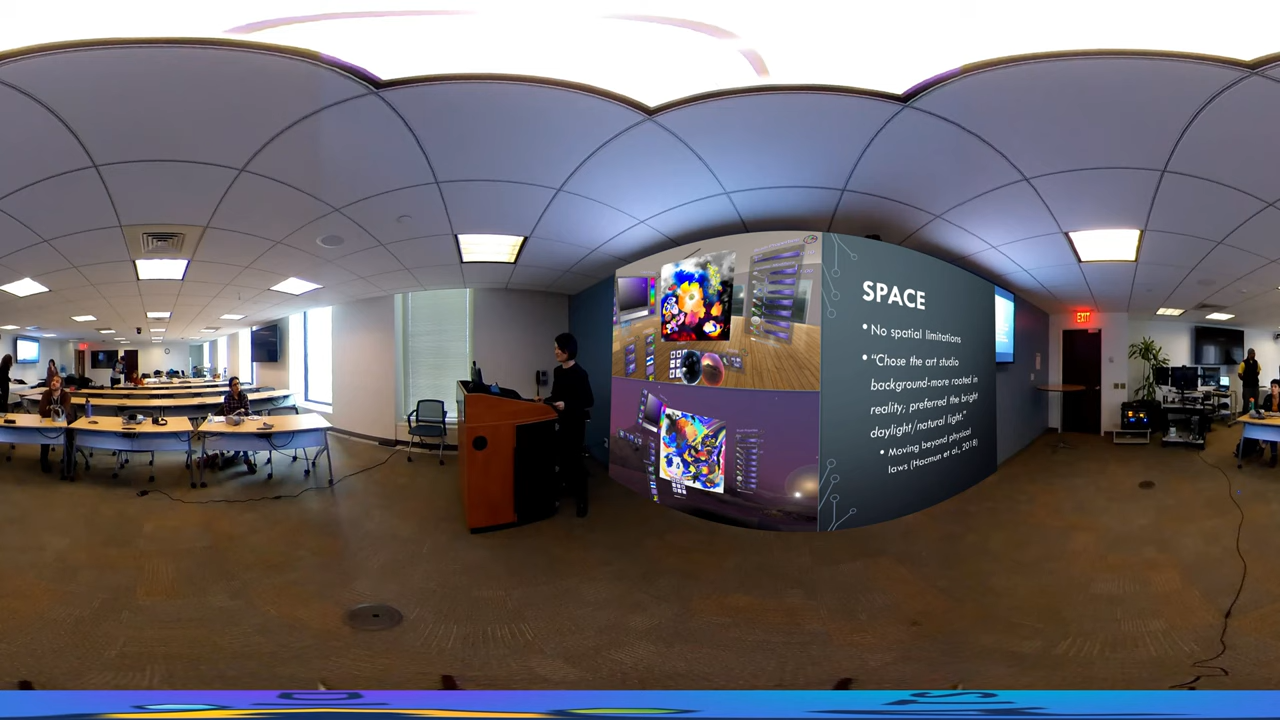 SPACE
• No spatial limitations
• “Chose the art studio
background-more rooted in
reality; preferred the bright
daylight/natural light.”
• Moving beyond physical
laws (Hacmun et al., 2018)
EXIT